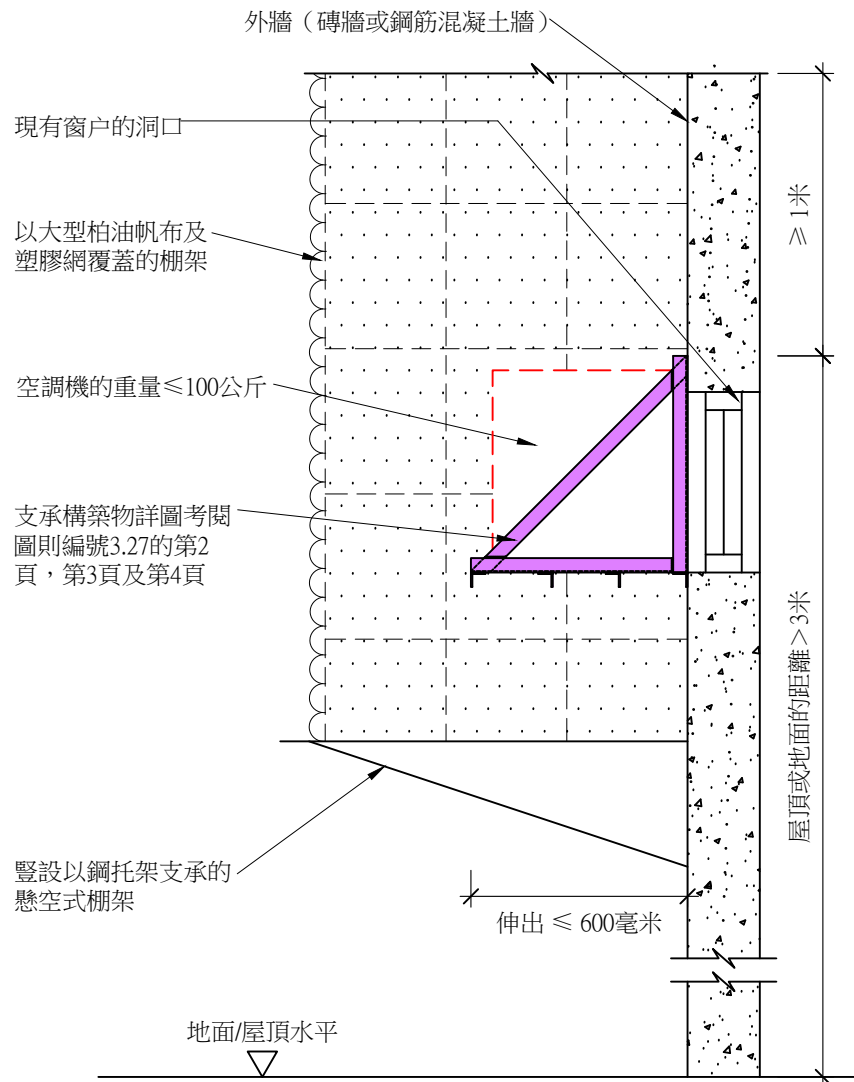 外牆（磚牆或鋼筋混凝土牆）
現有窗户的洞口
以大型柏油帆布及
塑膠網覆蓋的棚架
≥ 1米
空調機的重量≤100公斤
支承構築物詳圖考閱
圖則編號3.27的第2
頁，第3頁及第4頁
屋頂或地面的距離 > 3米
豎設以鋼托架支承的
懸空式棚架
伸出 ≤ 600毫米
地面/屋頂水平